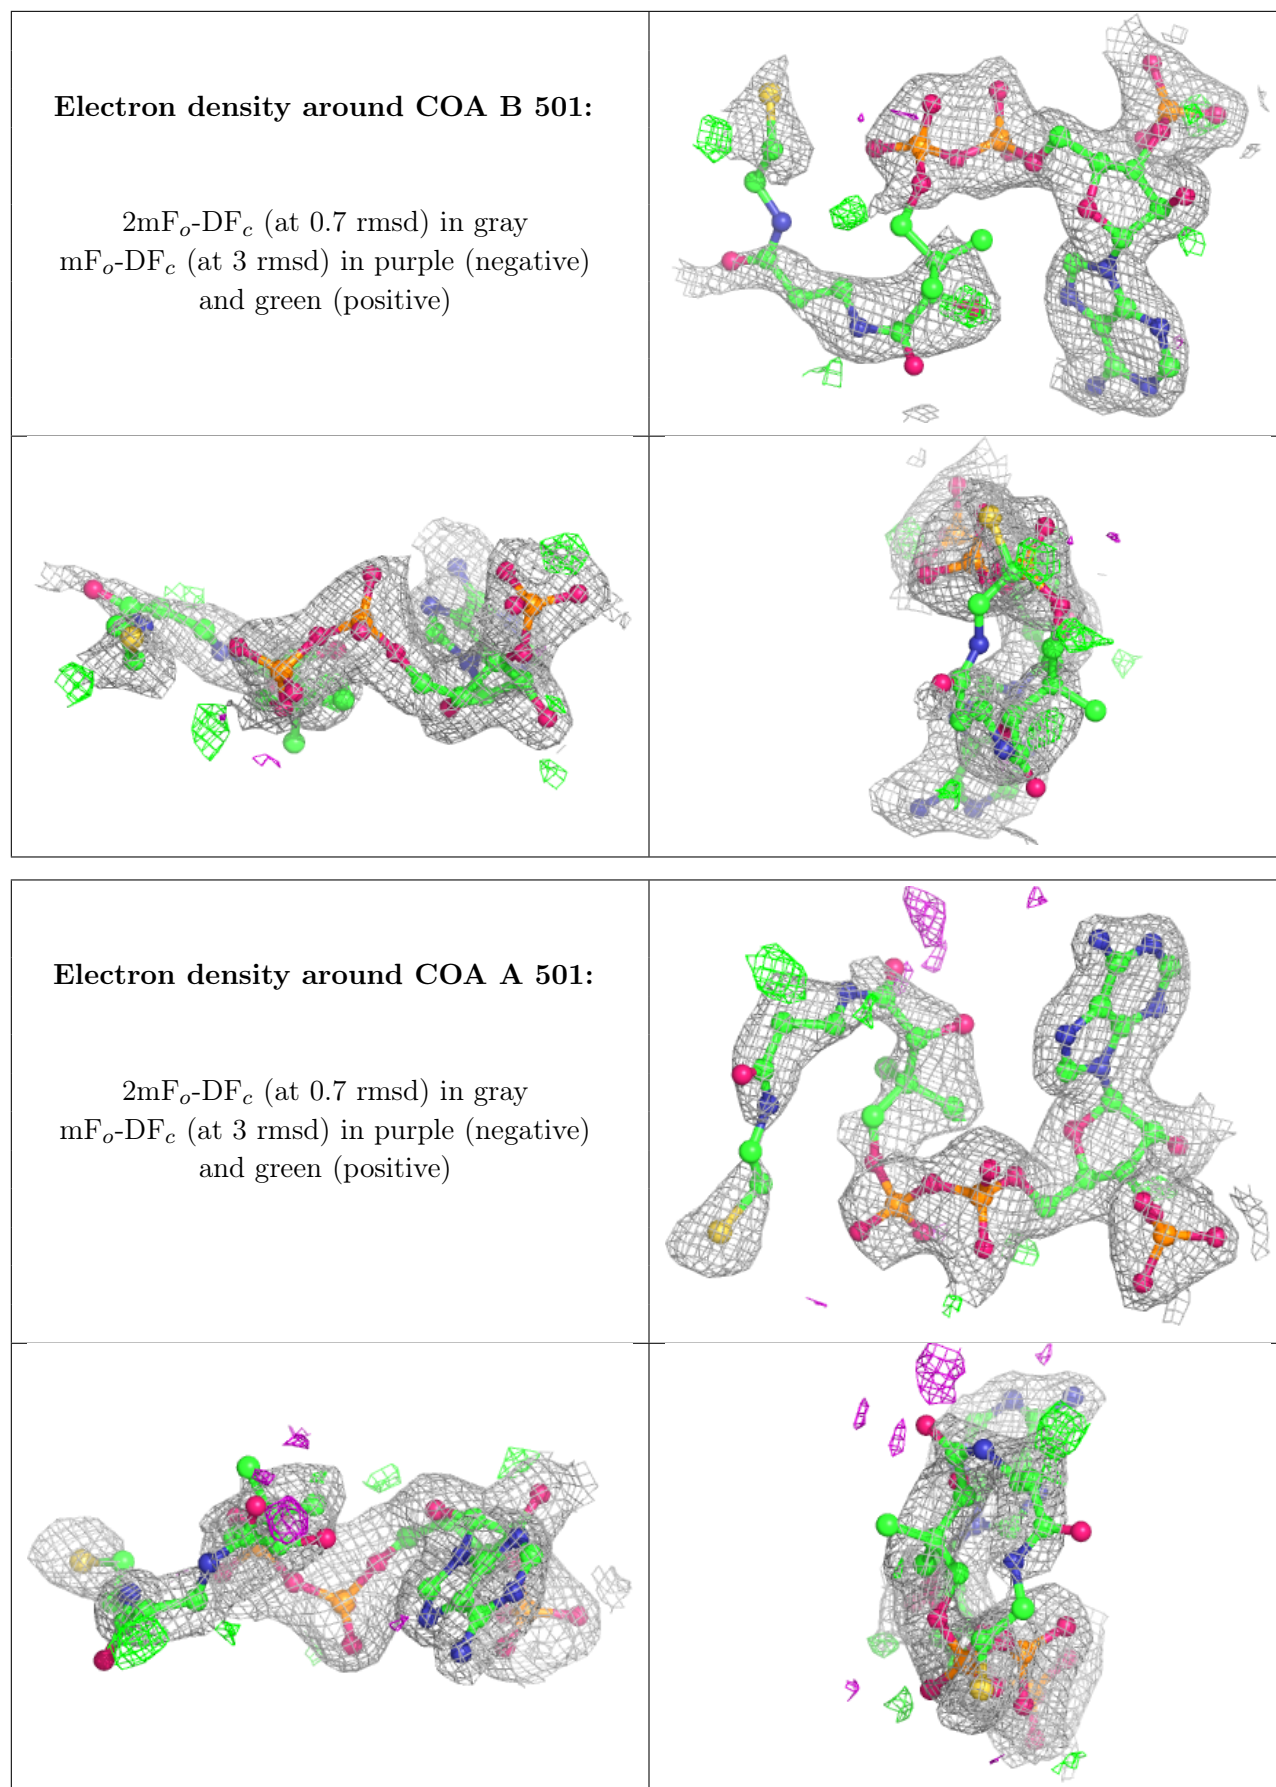 Electron density around COA B 501:
2mFo-DFc (at 0.7 rmsd) in gray
mFo-DFc (at 3 rmsd) in purple (negative)
and green (positive)
Electron density around COA A 501:
2mFo-DFc (at 0.7 rmsd) in gray
mFo-DFc (at 3 rmsd) in purple (negative)
and green (positive)